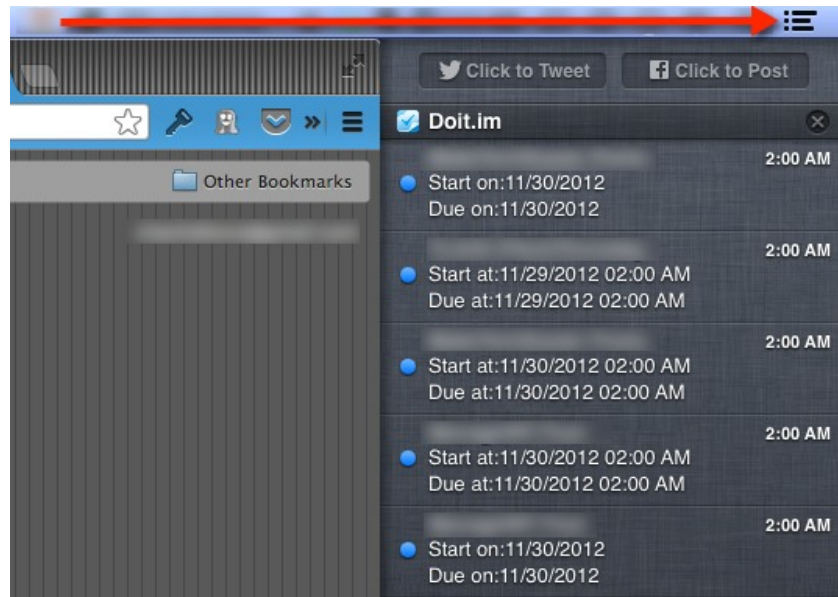 Click to Tweet
Click to Post
Doit.im
Other Bookmarks
2:00 AM
Start on:11/30/2012
Due on:11/30/2012
2:00 AM
Start at:11/29/2012 02:00 AM
Due at:11/29/2012 02:00 AM
2:00 AM
Start at:11/30/2012 02:00 AM
Due at:11/30/2012 02:00 AM
2:00 AM
Start at:11/30/2012 02:00 AM
Due at:11/30/2012 02:00 AM
2:00 AM
Start on:11/30/2012
Due on:11/30/2012